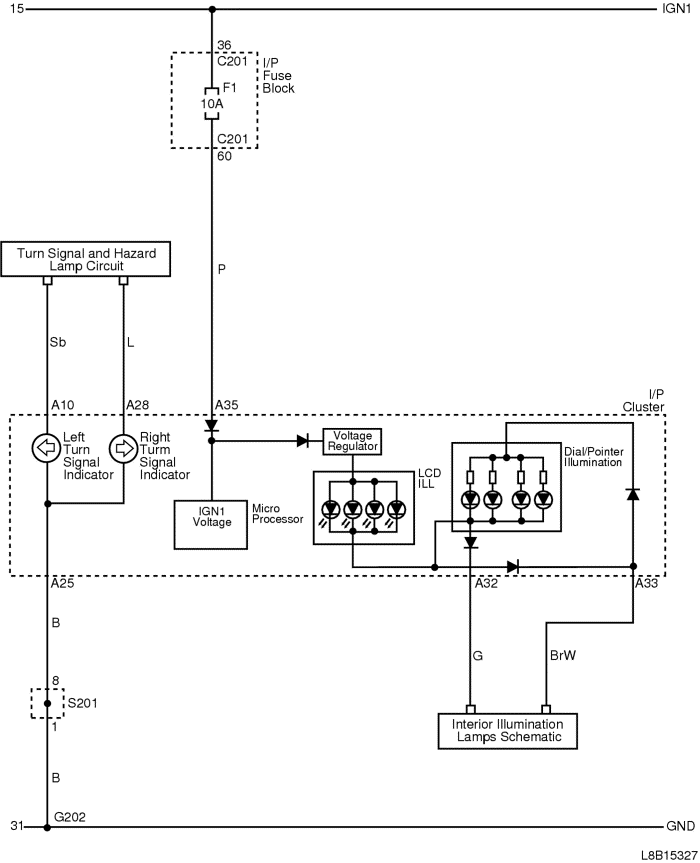 15
IGN1
36
C201
I/P
Fuse
Block
F1
10A
C201
60
Turn Signal and Hazard
Lamp Circuit
P
Sb
L
A10
A28
A35
I/P
Cluster
Left
Turn
Signal
Indicator
Right
Turm
Signal
Indicator
Voltage
Regulator
Dial/Pointer
Illumination
LCD
ILL
IGN1
Voltage
Micro
Processor
A25
A32
A33
B
G
BrW
8
S201
1
Interior Illumination
Lamps Schematic
B
G202
31
GND
L8B15327